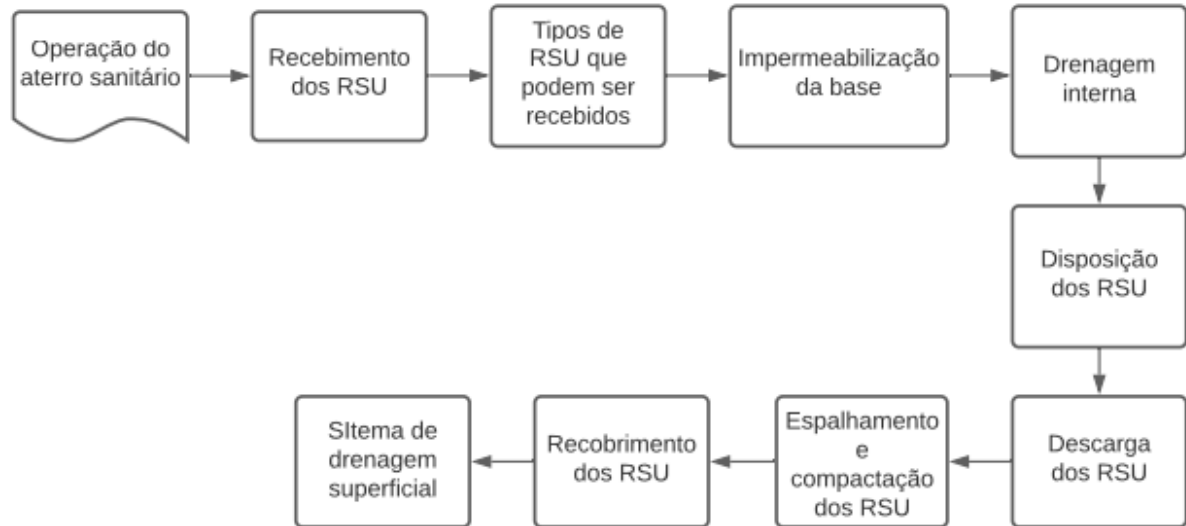 Operação do
aterro sanitário
Recebimento
dos RSU
Tipos de
RSU que
podem ser
recebidos
Impermeabilização
da base
Drenagem
interna
Disposição
dos RSU
Descarga
dos RSU
Espalhamento
e
compactação
dos RSU
Recobrimento
dos RSU
SItema de
drenagem
superficial